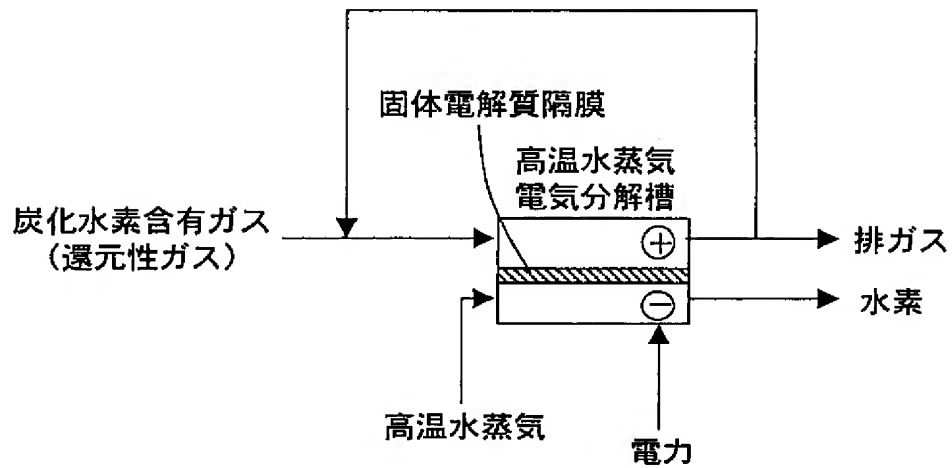 固体電解質隔膜
高温水蒸気
電気分解槽
炭化水素含有ガス
（還元性ガス）
+
排ガス
−
水素
高温水蒸気
電力